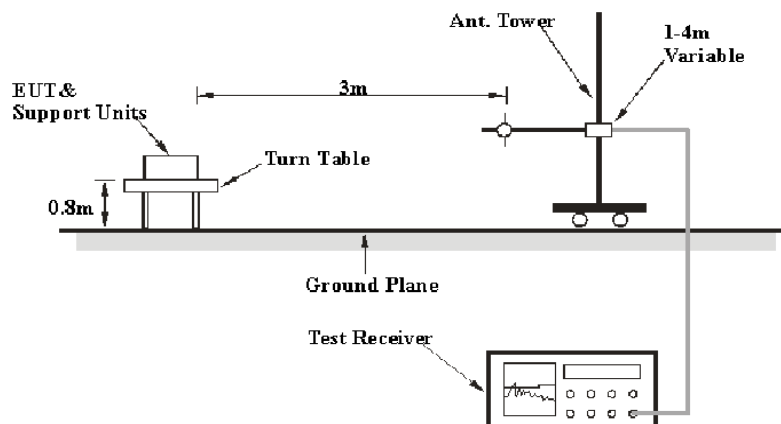 Ant. Tower
1-4m
Variable
EUT&
Support Units
3m
Turn Table
0.8m
Ground Plane
Test Receiver